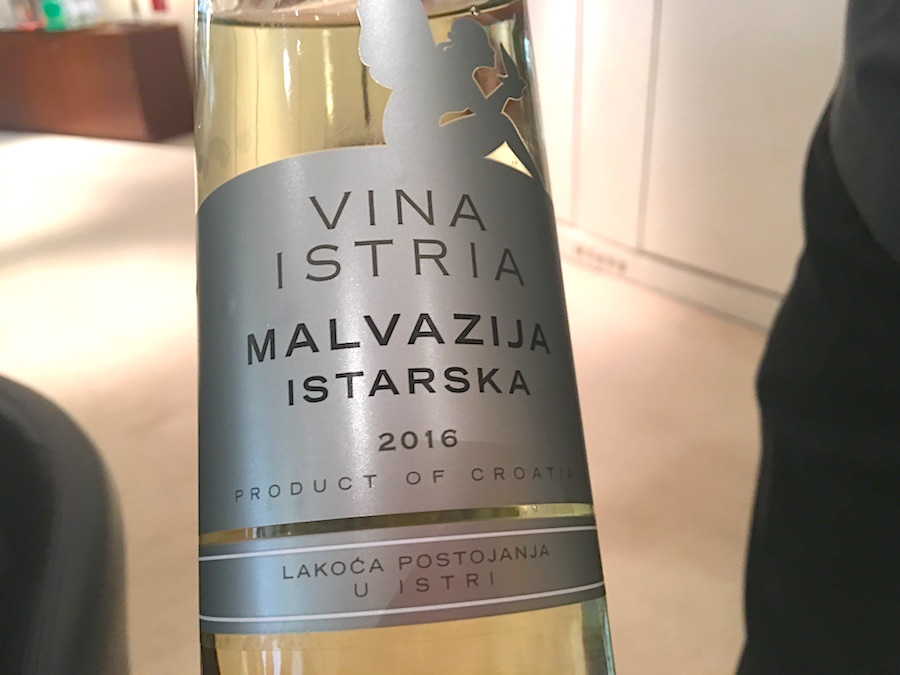 VINA
ISTRIA
MALVAZIJA
ISTARSKA
2016
PRODUCT OF CROATIA
LAKOĆA POSTOJANJA
U ISTRI